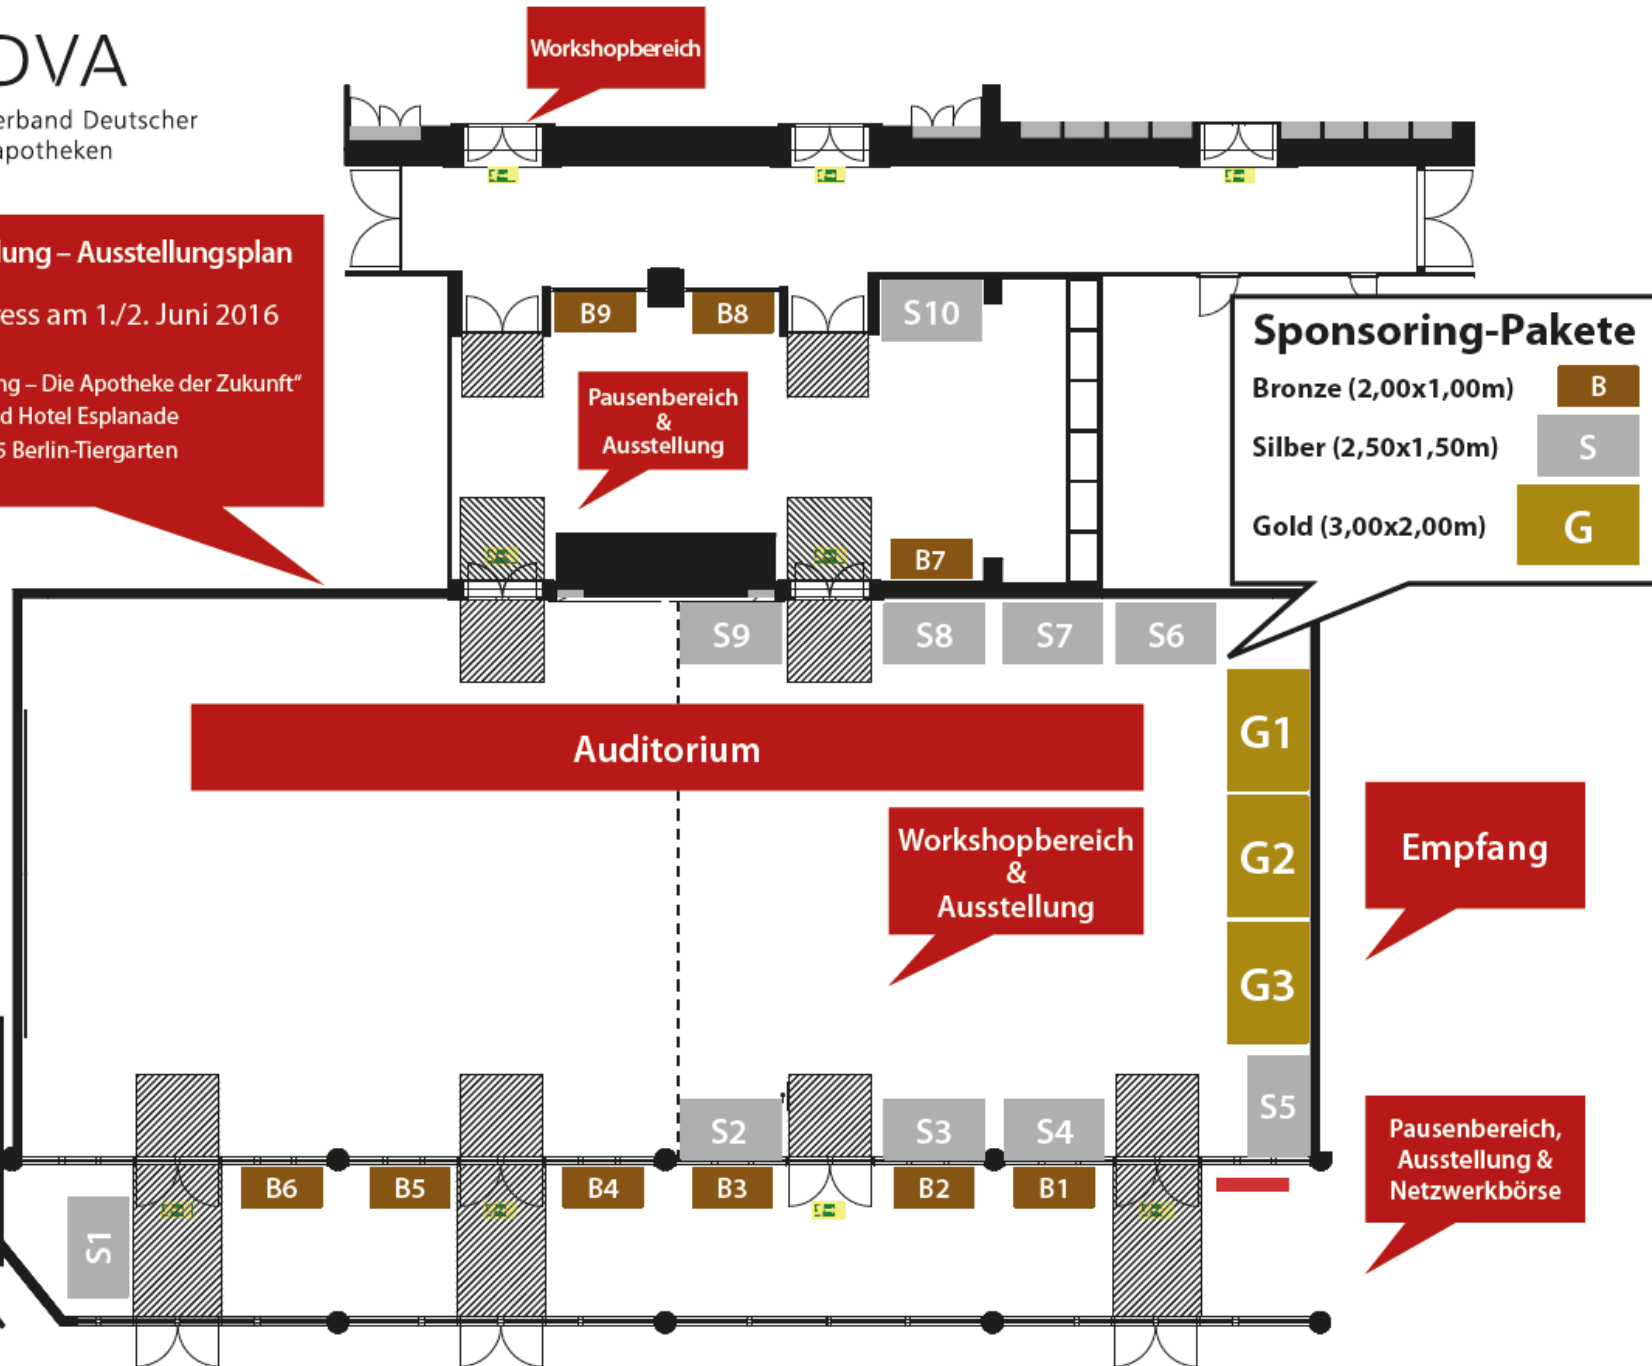 DVA
erband Deutscher
apotheken
Workshopbereich
lung – Ausstellungsplan
ess am 1./2. Juni 2016
ng – Die Apotheke der Zukunft“
d Hotel Esplanade
5 Berlin-Tiergarten
B9
B8
S10
Pausenbereich
&
Ausstellung
Sponsoring-Pakete
Bronze (2,00x1,00m) B
Silber (2,50x1,50m) S
Gold (3,00x2,00m) G
B7
S9
S8
S7
S6
Auditorium
G1
G2
G3
Workshopbereich
&
Ausstellung
Empfang
S2
S3
S4
S5
Pausenbereich,
Ausstellung &
Netzwerkbörse
B6
B5
B4
B3
B2
B1
S1